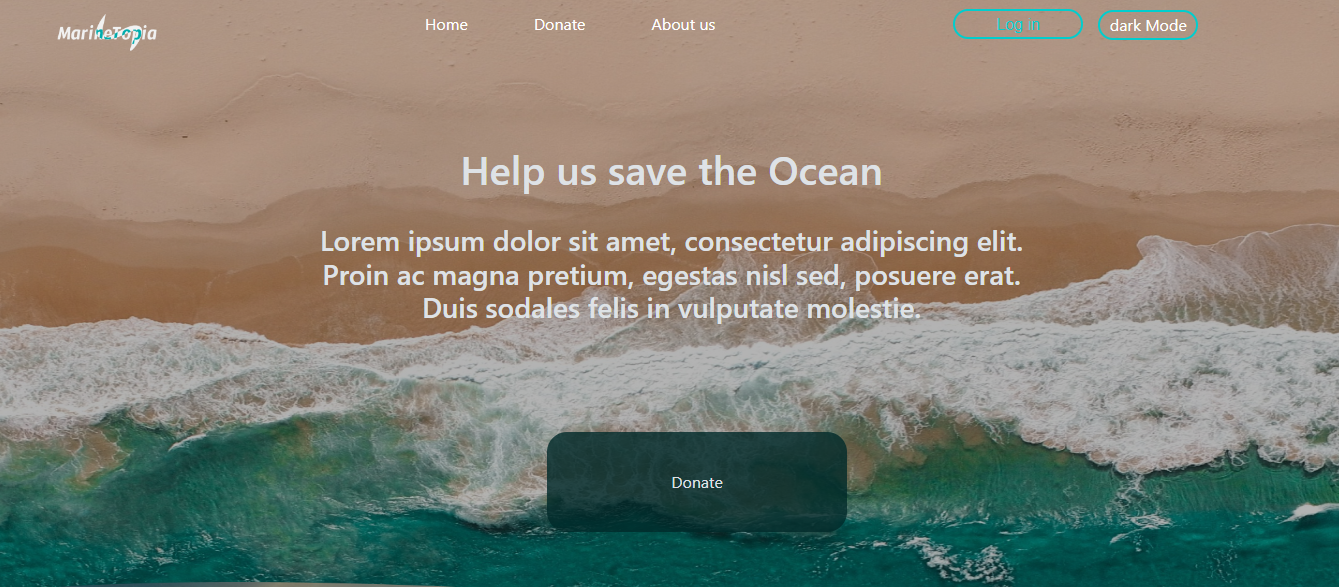 MarineTopia
Home
Donate
About us
Log in
dark Mode
Help us save the Ocean
Lorem ipsum dolor sit amet, consectetur adipiscing elit.
Proin ac magna pretium, egestas nisl sed, posuere erat.
Duis sodales felis in vulputate molestie.
Donate